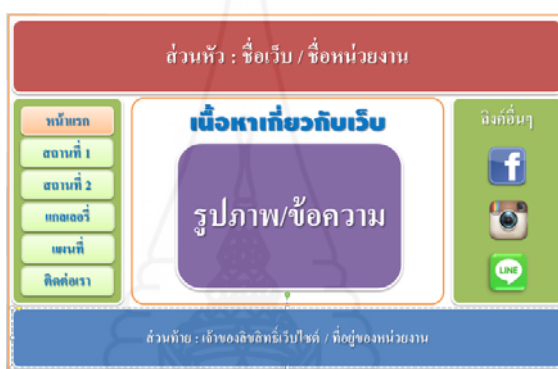 ส่วนหัว : ชื่อเว็บ / ชื่อหน่วยงาน
หน้าแรก
สถานที่ 1
สถานที่ 2
แกลเลอรี่
แผนที่
ติดต่อเรา
เนื้อหาเกี่ยวกับเว็บ
รูปภาพ/ข้อความ
ลิงค์อื่นๆ
f
LINE
ส่วนท้าย : เจ้าของลิขสิทธิ์เว็บไซต์ / ที่อยู่ของหน่วยงาน